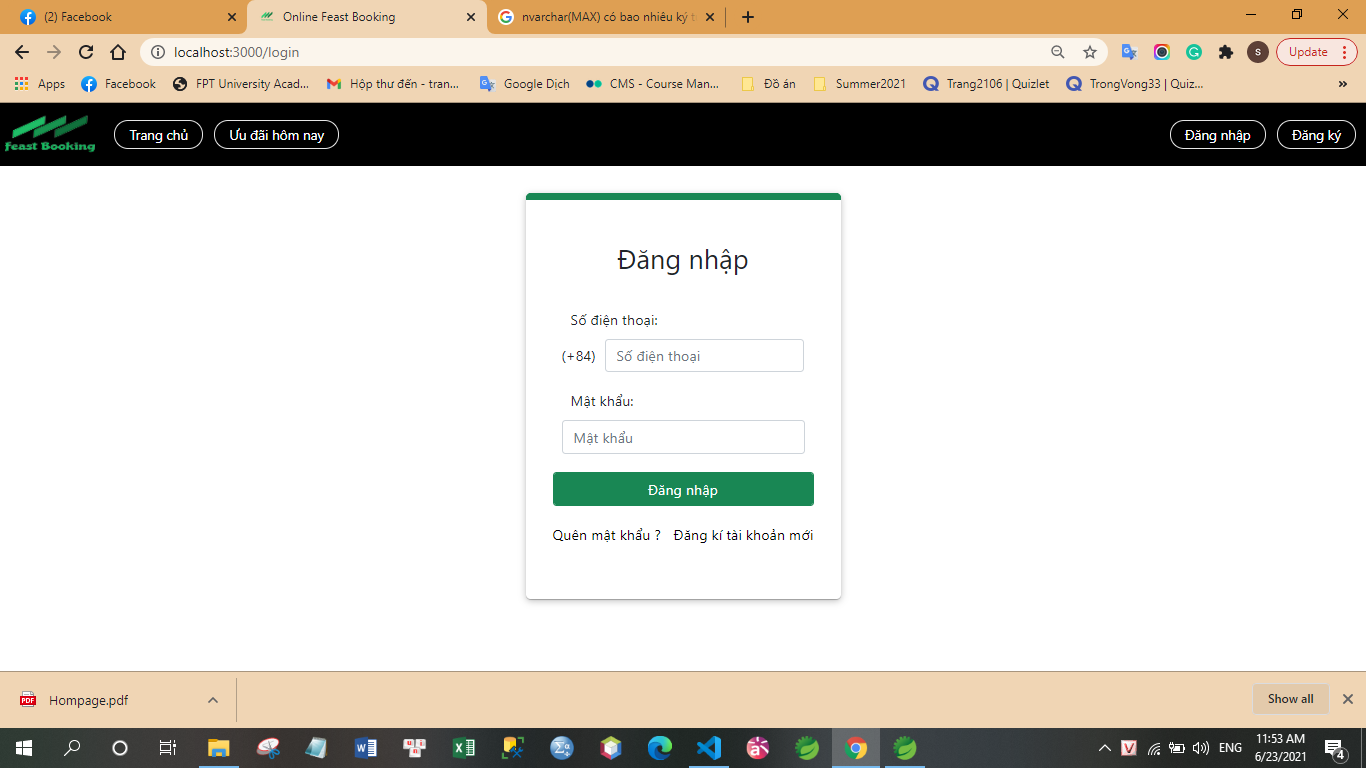 (2) Facebook
Online Feast Booking
nvarchar(MAX) có bao nhiêu ký t
localhost:3000/login
S
Update
Apps
Facebook
FPT University Acad...
Hộp thư đến - tran...
Google Dịch
CMS - Course Man...
Đồ án
Summer2021
Trang2106 | Quizlet
TrongVong33 | Quiz...
»
Feast Booking
Trang chủ
Ưu đãi hôm nay
Đăng nhập
Đăng ký
Đăng nhập
Số điện thoại:
(+84) Số điện thoại
Mật khẩu:
Mật khẩu
Đăng nhập
Quên mật khẩu ? Đăng kí tài khoản mới
PDF
Hompage.pdf
Show all
ENG
11:53 AM
6/23/2021
4